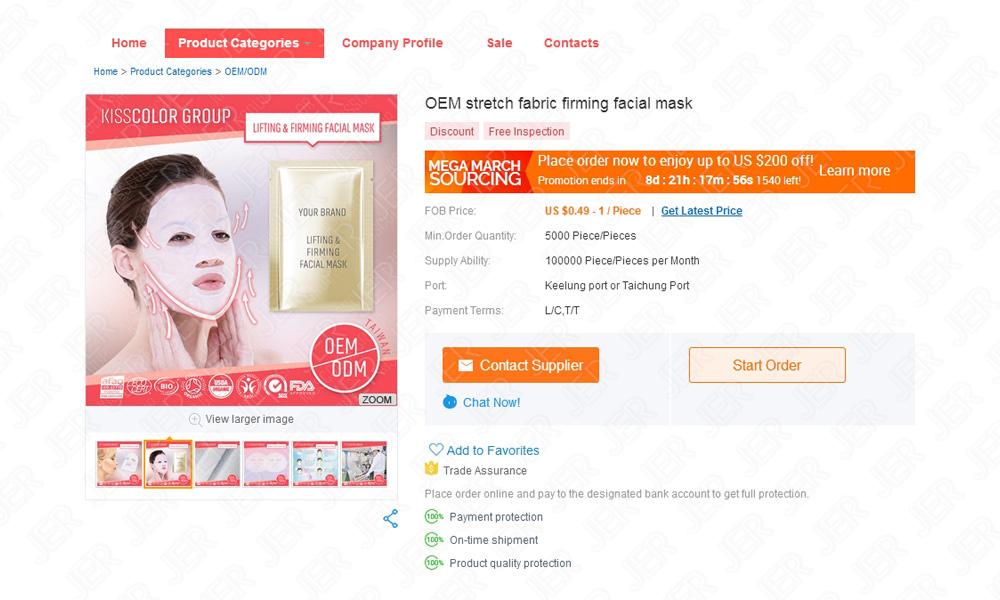 Home
Product Categories
Company Profile
Sale
Contacts
Home > Product Categories > OEM/ODM
KISSCOLOR GROUP
LIFTING & FIRMING FACIAL MASK
YOUR BRAND
LIFTING &
FIRMING
FACIAL MASK
TAIWAN
OEM
ODM
BIO
USDA
ORGANIC
FDA
APPROVED
ZOOM
View larger image
OEM stretch fabric firming facial mask
Discount
Free Inspection
MEGA MARCH
SOURCING
Place order now to enjoy up to US $200 off!
Promotion ends in 8d : 21h : 17m : 56s 1540 left!
Learn more
FOB Price: US $0.49 - 1 / Piece | Get Latest Price
Min.Order Quantity: 5000 Piece/Pieces
Supply Ability: 100000 Piece/Pieces per Month
Port: Keelung port or Taichung Port
Payment Terms: L/C,T/T
Contact Supplier
Start Order
Chat Now!
Add to Favorites
Trade Assurance
Place order online and pay to the designated bank account to get full protection.
100% Payment protection
100% On-time shipment
100% Product quality protection
JER